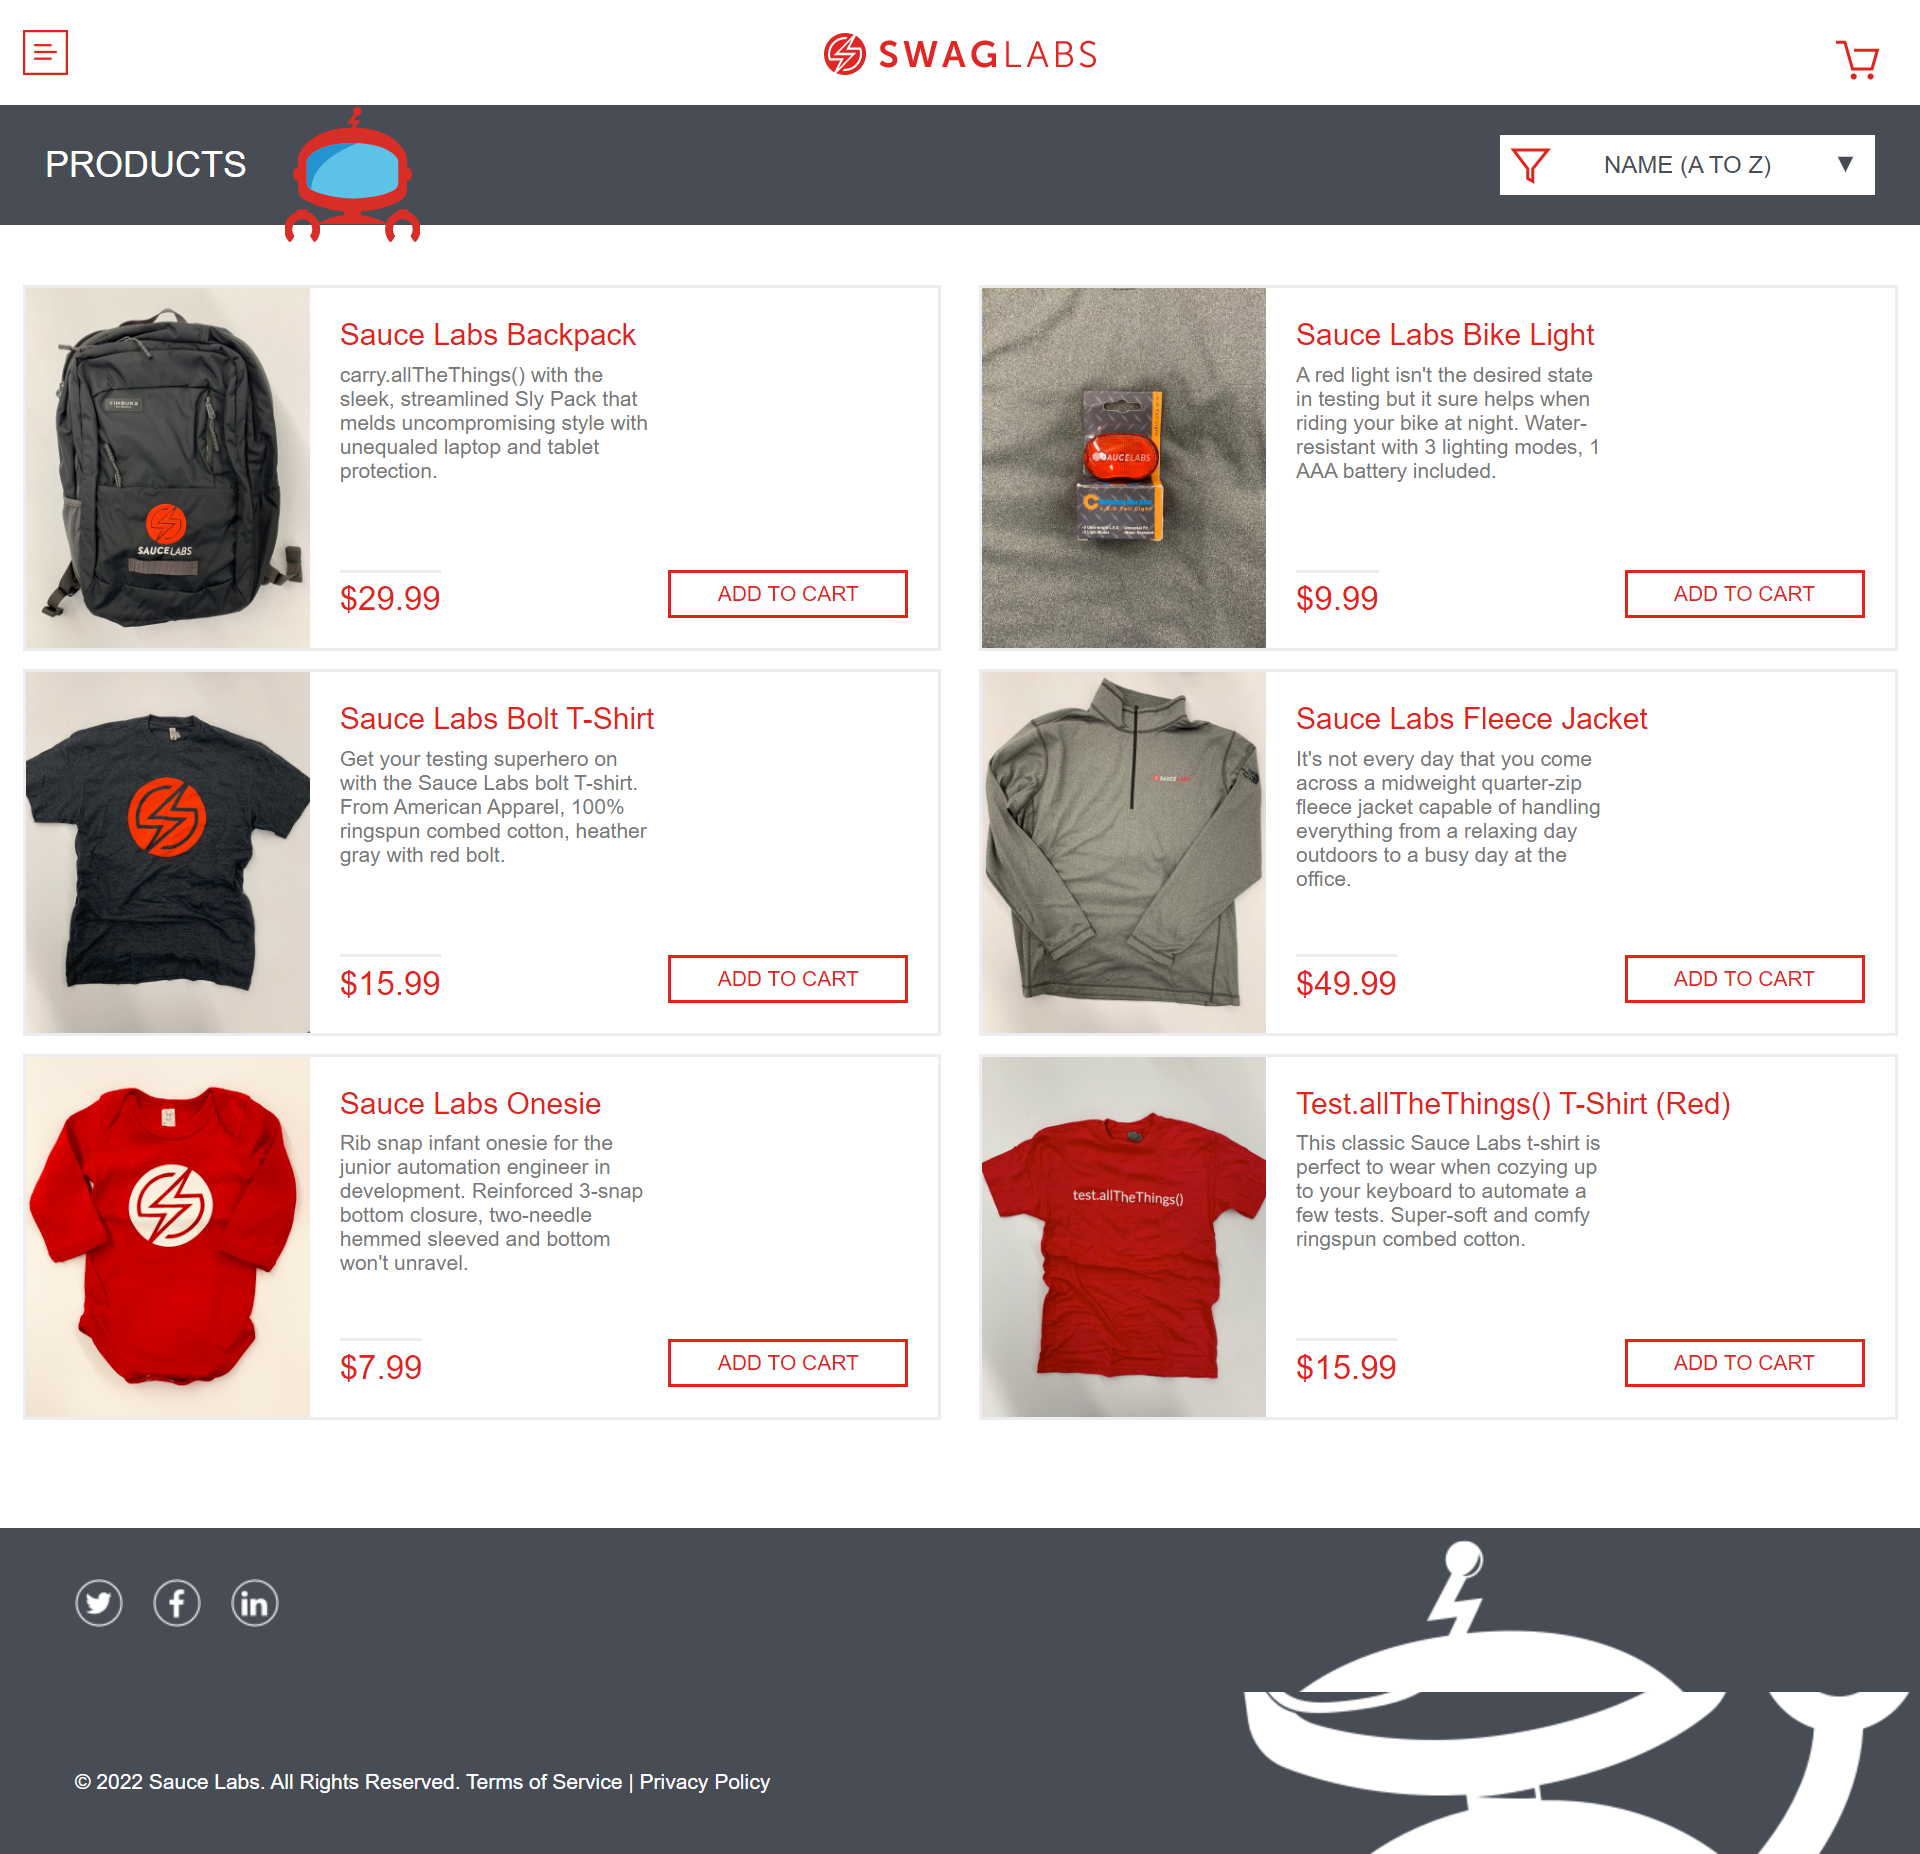 SWAGLABS
PRODUCTS
NAME (A TO Z)
TIMBUK2
SAUCELABS
Sauce Labs Backpack
carry.allTheThings() with the
sleek, streamlined Sly Pack that
melds uncompromising style with
unequaled laptop and tablet
protection.
$29.99
ADD TO CART
SAUCELABS
L.E.D Tail Light
Sauce Labs Bike Light
A red light isn't the desired state
in testing but it sure helps when
riding your bike at night. Water-
resistant with 3 lighting modes, 1
AAA battery included.
$9.99
ADD TO CART
Sauce Labs Bolt T-Shirt
Get your testing superhero on
with the Sauce Labs bolt T-shirt.
From American Apparel, 100%
ringspun combed cotton, heather
gray with red bolt.
$15.99
ADD TO CART
SAUCELABS
Sauce Labs Fleece Jacket
It's not every day that you come
across a midweight quarter-zip
fleece jacket capable of handling
everything from a relaxing day
outdoors to a busy day at the
office.
$49.99
ADD TO CART
Sauce Labs Onesie
Rib snap infant onesie for the
junior automation engineer in
development. Reinforced 3-snap
bottom closure, two-needle
hemmed sleeved and bottom
won't unravel.
$7.99
ADD TO CART
test.allTheThings()
Test.allTheThings() T-Shirt (Red)
This classic Sauce Labs t-shirt is
perfect to wear when cozying up
to your keyboard to automate a
few tests. Super-soft and comfy
ringspun combed cotton.
$15.99
ADD TO CART
© 2022 Sauce Labs. All Rights Reserved. Terms of Service | Privacy Policy